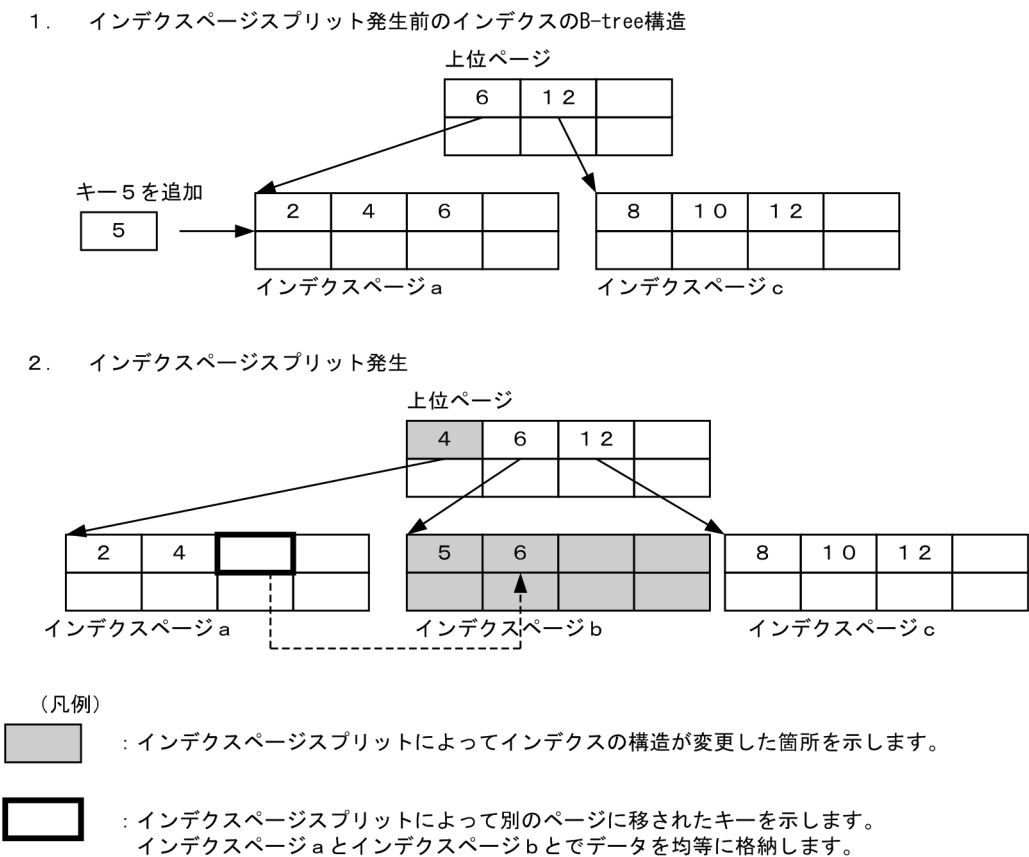 １. インデクスページスプリット発生前のインデクスのB-tree構造
上位ページ
６ １２
キー５を追加
５
２ ４ ６
８ １０ １２
インデクスページａ
インデクスページｃ
２. インデクスページスプリット発生
上位ページ
４ ６ １２
２ ４
５ ６
８ １０ １２
インデクスページａ
インデクスページｂ
インデクスページｃ
（凡例）
：インデクスページスプリットによってインデクスの構造が変更した箇所を示します。
：インデクスページスプリットによって別のページに移されたキーを示します。
インデクスページａとインデクスページｂとでデータを均等に格納します。